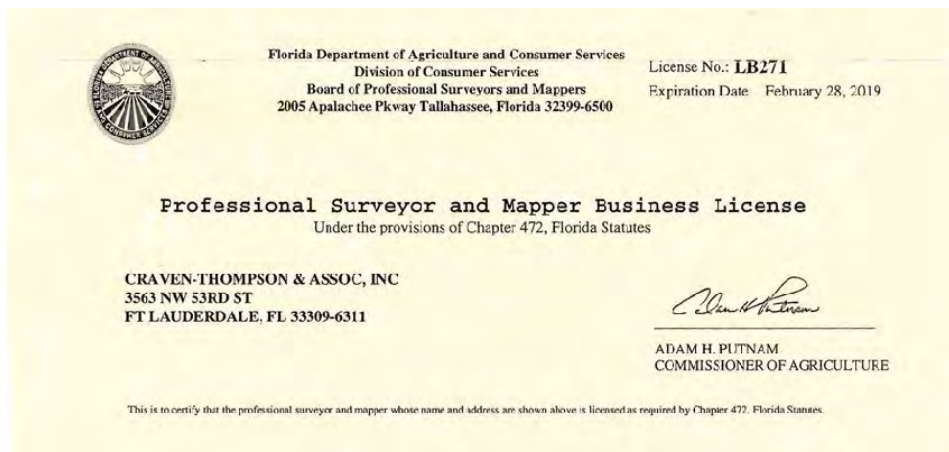 Florida Department of Agriculture and Consumer Services
Division of Consumer Services
Board of Professional Surveyors and Mappers
2005 Apalachee Pkway Tallahassee, Florida 32399-6500
License No.: LB271
Expiration Date February 28, 2019
Professional Surveyor and Mapper Business License
Under the provisions of Chapter 472, Florida Statutes
CRAVEN-THOMPSON & ASSOC, INC
3563 NW 53RD ST
FT LAUDERDALE, FL 33309-6311
Adam H Putnam
ADAM H. PUTNAM
COMMISSIONER OF AGRICULTURE
This is to certify that the professional surveyor and mapper whose name and address are shown above is licensed as required by Chapter 472, Florida Statutes.